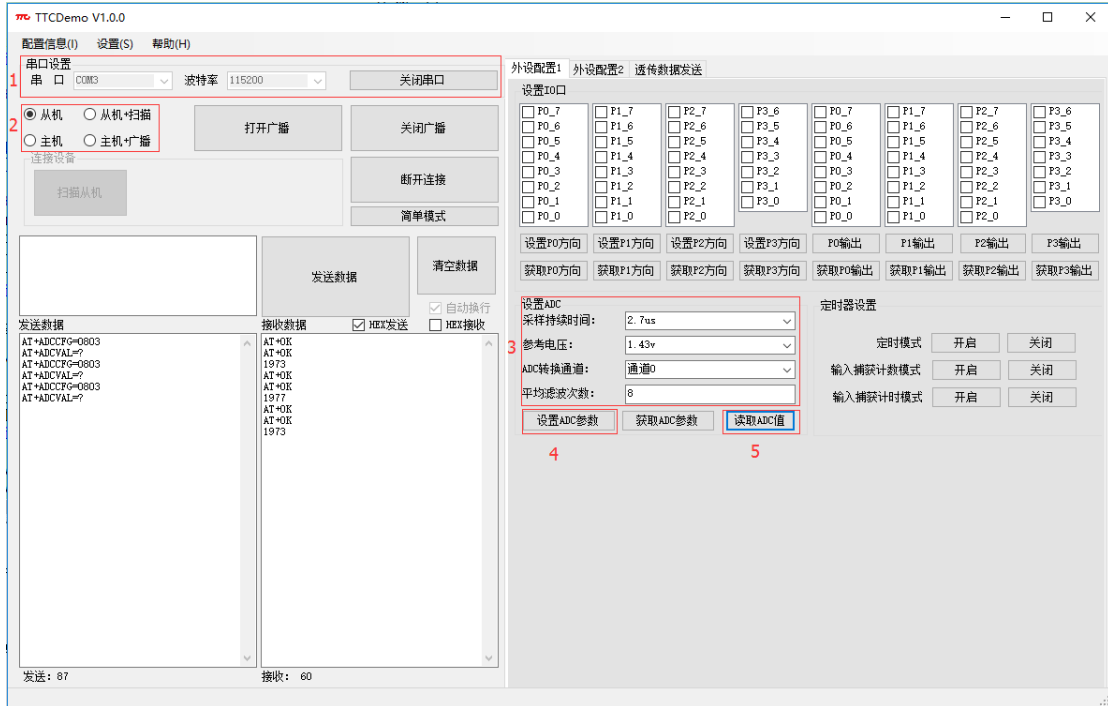 TTCDemo V1.0.0
配置信息(I) 设置(S) 帮助(H)
串口设置
1 串 口 COM3 波特率 115200 关闭串口
2 从机 从机+扫描
主机 主机+广播
打开广播 关闭广播
连接设备
扫描从机 断开连接
简单模式
发送数据 清空数据
自动换行
发送数据 接收数据 HEX发送 HEX接收
AT+ADCCFG=0803
AT+ADCVAL=?
AT+ADCCFG=0803
AT+ADCVAL=?
AT+ADCCFG=0803
AT+ADCVAL=?
AT+OK
AT+OK
1973
AT+OK
AT+OK
1977
AT+OK
AT+OK
1973
发送: 87 接收: 60
外设配置1 外设配置2 透传数据发送
设置IO口
P0_7 P1_7 P2_7 P3_6 P0_7 P1_7 P2_7 P3_6
P0_6 P1_6 P2_6 P3_5 P0_6 P1_6 P2_6 P3_5
P0_5 P1_5 P2_5 P3_4 P0_5 P1_5 P2_5 P3_4
P0_4 P1_4 P2_4 P3_3 P0_4 P1_4 P2_4 P3_3
P0_3 P1_3 P2_3 P3_2 P0_3 P1_3 P2_3 P3_2
P0_2 P1_2 P2_2 P3_1 P0_2 P1_2 P2_2 P3_1
P0_1 P1_1 P2_1 P3_0 P0_1 P1_1 P2_1 P3_0
P0_0 P1_0 P2_0 P0_0 P1_0 P2_0
设置P0方向 设置P1方向 设置P2方向 设置P3方向 P0输出 P1输出 P2输出 P3输出
获取P0方向 获取P1方向 获取P2方向 获取P3方向 获取P0输出 获取P1输出 获取P2输出 获取P3输出
设置ADC
采样持续时间: 2.7us
3 参考电压: 1.43v
ADC转换通道: 通道0
平均滤波次数: 8
设置ADC参数 获取ADC参数 读取ADC值
4 5
定时器设置
定时模式 开启 关闭
输入捕获计数模式 开启 关闭
输入捕获计时模式 开启 关闭